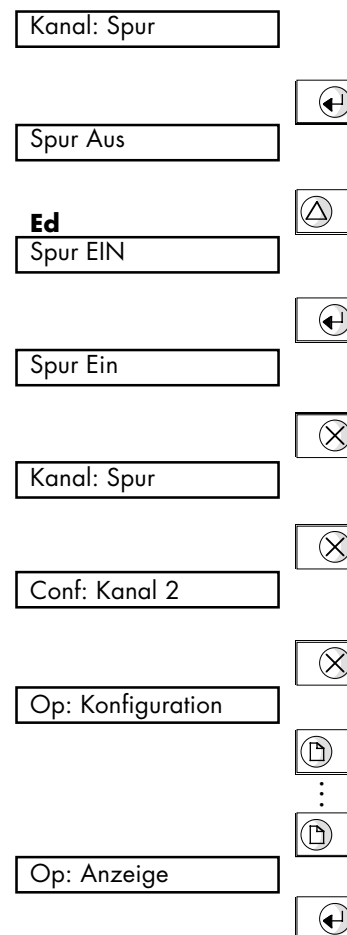 Kanal: Spur
Spur Aus
Ed
Spur EIN
Spur Ein
Kanal: Spur
Conf: Kanal 2
Op: Konfiguration
Op: Anzeige